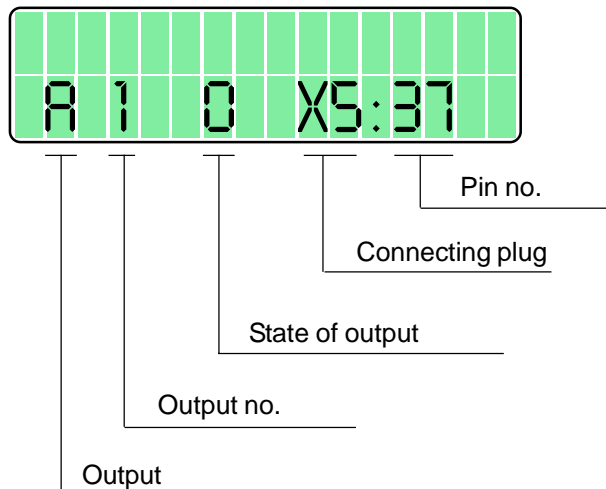 A 1 0 X5:37
Pin no.
Connecting plug
State of output
Output no.
Output